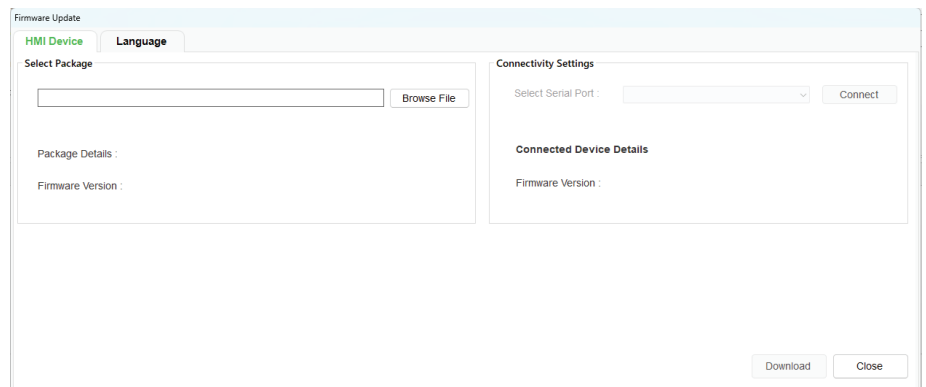 Firmware Update
HMI Device
Language
Select Package
Browse File
Package Details :
Firmware Version :
Connectivity Settings
Select Serial Port :
Connect
Connected Device Details
Firmware Version :
Download
Close